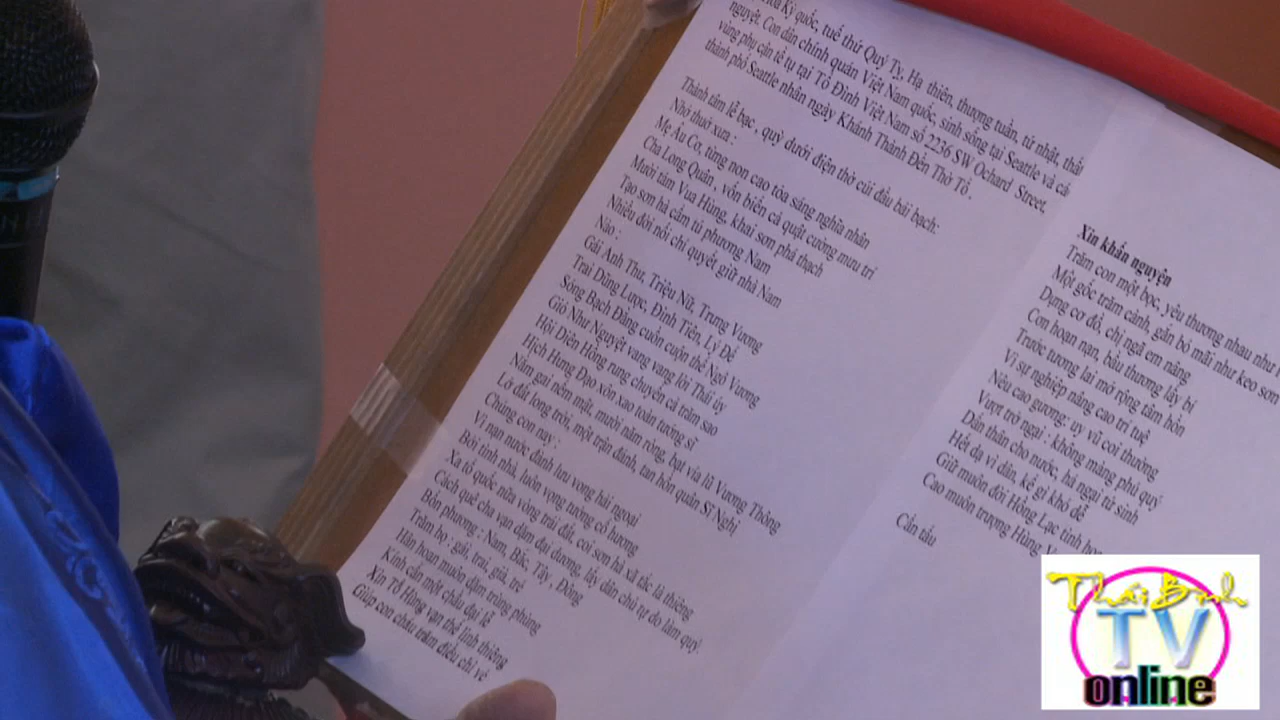 Hoa Kỳ quốc, tuế thứ Quý Tỵ, Hạ thiên, thượng tuần, tứ nhật, thất
nguyệt. Con dân chính quán Việt Nam quốc, sinh sống tại Seattle và cá
vùng phụ cận tề tụ tại Tổ Đình Việt Nam số 2236 SW Ochard Street,
thành phố Seattle nhân ngày Khánh Thành Đền Thờ Tổ .
Thành tâm lễ bạc , quỳ dưới điện thờ cúi đầu bái bạch:
Nhớ thuở xưa :
Mẹ Âu Cơ, từng non cao tỏa sáng nghĩa nhân
Cha Long Quân , vốn biển cả quật cường mưu trí
Mười tám Vua Hùng, khai sơn phá thạch
Tạo sơn hà cẩm tú phương Nam
Nhiều đời nối chí quyết giữ nhà Nam
Nào :
Gái Anh Thư, Triệu Nữ, Trưng Vương
Trai Dũng Lược, Đinh Tiên, Lý Đế
Sóng Bạch Đằng cuồn cuộn thế Ngô Vương
Gió Như Nguyệt vang vang lời Thái úy
Hội Diên Hồng rung chuyển cả trăm sao
Hịch Hưng Đạo xôn xao toàn tướng sĩ
Nằm gai nếm mật, mười năm ròng, bạt vía lũ Vương Thông
Lở đất long trời, một trận đánh, tan hồn quân Sĩ Nghị
Chúng con nay :
Vì nạn nước đành lưu vong hải ngoại
Bởi tình nhà, luôn vọng tưởng cố hương
Xa tổ quốc nửa vòng trái đất, coi sơn hà xã tắc là thiêng
Cách quê cha vạn dặm đại dương, lấy dân chủ tự do làm quý.
Bốn phương : Nam, Bắc, Tây , Đông
Trăm họ : gái, trai, già, trẻ
Hân hoan muôn dặm trùng phùng
Kính cẩn một chầu đại lễ
Xin Tổ Hùng vạn thế linh thiêng
Giúp con cháu trăm điều chỉ vẽ
Xin khấn nguyện
Trăm con một bọc, yêu thương nhau như
Một gốc trăm cành, gắn bó mãi như keo sơn
Dựng cơ đồ, chị ngã em nâng
Cơn hoạn nạn, bầu thương lấy bí
Trước tương lai mở rộng tâm hồn
Vì sự nghiệp nâng cao trí tuệ
Nêu cao gương: uy vũ coi thường
Vượt trở ngại : không màng phú quý
Dấn thân cho nước, há ngại tử sinh
Hết dạ vì dân, kể gì khó dễ
Giữ muôn đời Hồng Lạc tinh
Cao muôn trượng Hùng
Cẩn tấu
Thái Bình
TV
online